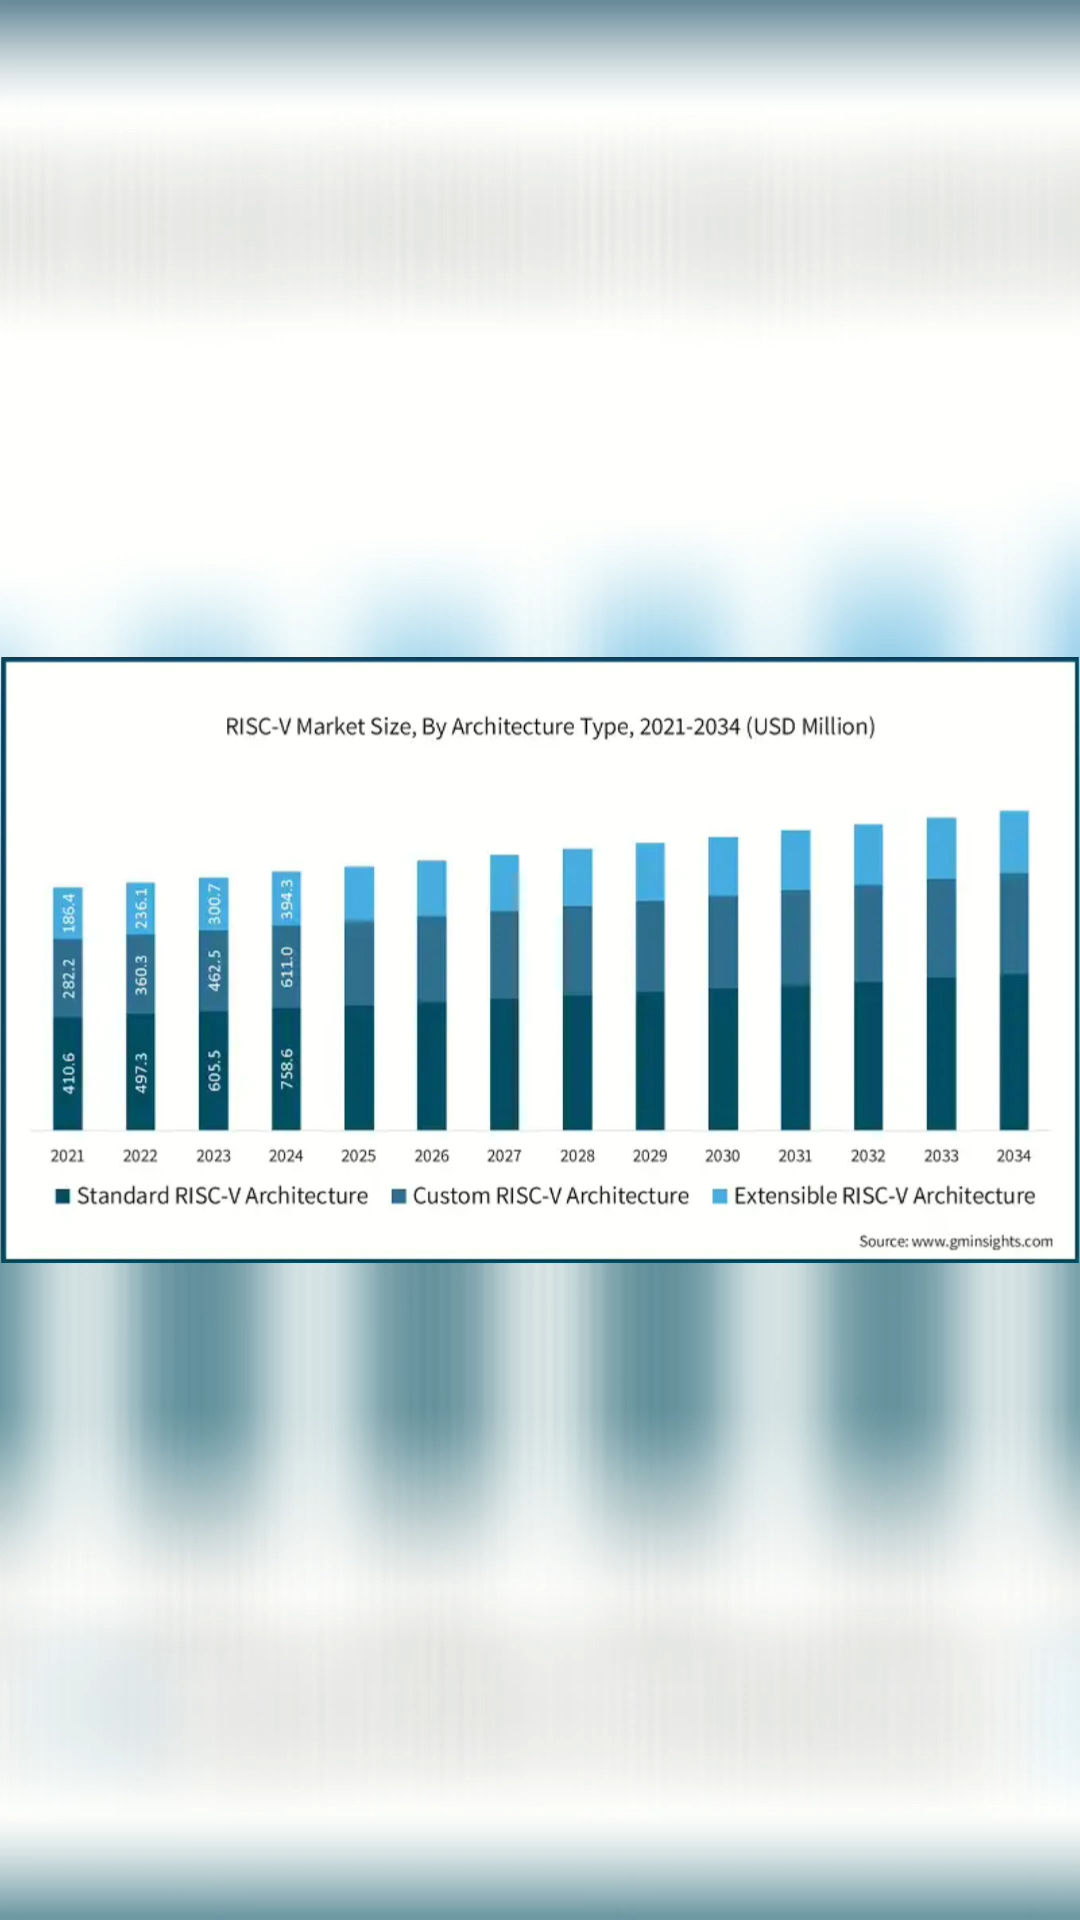 RISC-V Market Size, By Architecture Type, 2021-2034 (USD Million)
186.4 236.1 300.7 394.3
282.2 360.3 462.5 611.0
410.6 497.3 605.5 758.6
2021 2022 2023 2024 2025 2026 2027 2028 2029 2030 2031 2032 2033 2034
Standard RISC-V Architecture Custom RISC-V Architecture Extensible RISC-V Architecture
Source: www.gminsights.com